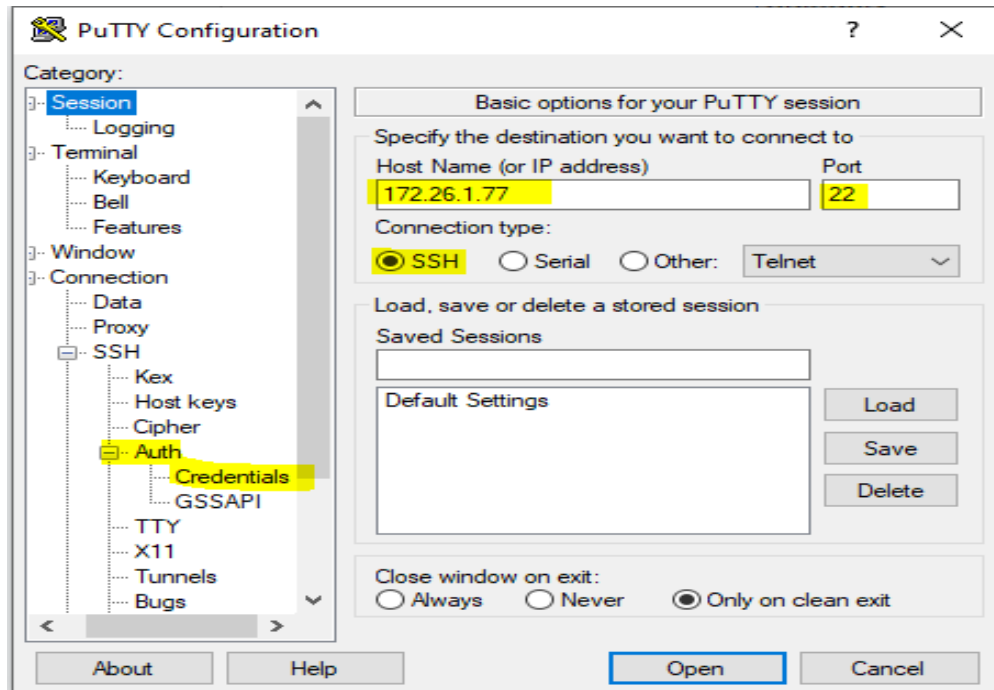 PuTTY Configuration
?
Category:
Session
Logging
Terminal
Keyboard
Bell
Features
Window
Connection
Data
Proxy
SSH
Kex
Host keys
Cipher
Auth
Credentials
GSSAPI
TTY
X11
Tunnels
Bugs
Basic options for your PuTTY session
Specify the destination you want to connect to
Host Name (or IP address) Port
172.26.1.77 22
Connection type:
SSH Serial Other: Telnet
Load, save or delete a stored session
Saved Sessions
Default Settings
Load
Save
Delete
Close window on exit:
Always Never Only on clean exit
About Help Open Cancel